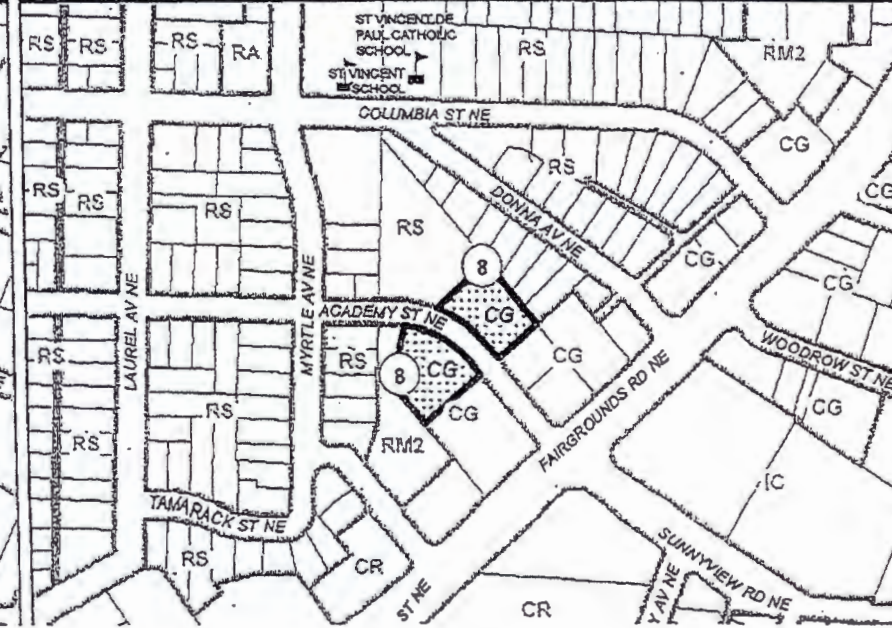 ST VINCENT DE
PAUL CATHOLIC
SCHOOL
ST VINCENT
SCHOOL
RS
RS
RS
RA
RS
RM2
COLUMBIA ST NE
CG
CG
RS
RS
RS
RS
RS
DONNA AV NE
CG
CG
8
ACADEMY ST NE
CG
CG
LAUREL AV NE
MYRTLE AV NE
RS
RS
8
CG
CG
WOODROW ST NE
CG
FAIRGROUNDS RD NE
RS
RS
RM2
IC
TAMARACK ST NE
RS
CR
SUNNYVIEW RD NE
ST NE
CR
Y AV NE